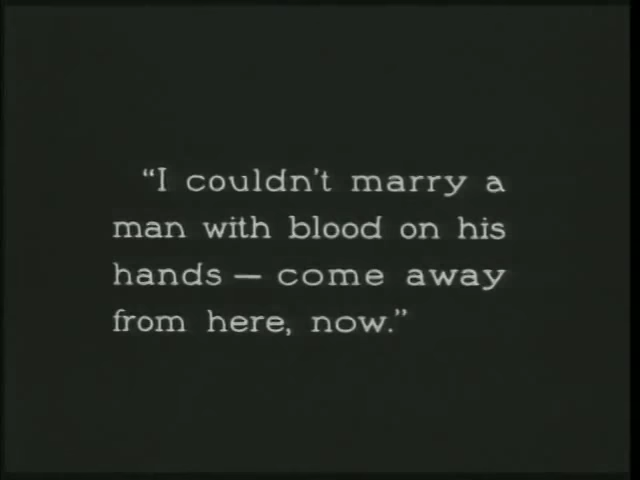 “I couldn't marry a
man with blood on his
hands — come away
from here, now.”